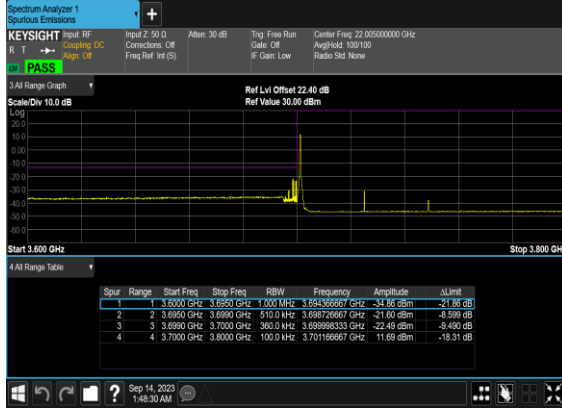 Spectrum Analyzer 1
Spurious Emissions
+
KEYSIGHT Input: RF Input Z: 50 Ω Atten: 30 dB Trig: Free Run Center Freq: 22.005000000 GHz
R T Coupling: DC Corrections: Off Gate: Off Avg|Hold: 100/100
Align: Off Freq Ref: Int (S) IF Gain: Low Radio Std: None
PASS
3 All Range Graph
Ref Lvl Offset 22.40 dB
Scale/Div 10.0 dB Ref Value 30.00 dBm
Log
20.0
10.0
0.00
-10.0
-20.0
-30.0
-40.0
-50.0
-60.0
Start 3.600 GHz Stop 3.800 GH
4 All Range Table
Spur Range Start Freq Stop Freq RBW Frequency Amplitude ΔLimit
1 1 3.6000 GHz 3.6950 GHz 1.000 MHz 3.694366667 GHz -34.86 dBm -21.86 dB
2 2 3.6950 GHz 3.6990 GHz 510.0 kHz 3.698726667 GHz -21.60 dBm -8.599 dB
3 3 3.6990 GHz 3.7000 GHz 360.0 kHz 3.699998333 GHz -22.49 dBm -9.490 dB
4 4 3.7000 GHz 3.8000 GHz 100.0 kHz 3.701166667 GHz 11.69 dBm -18.31 dB
? Sep 14, 2023
1:48:30 AM